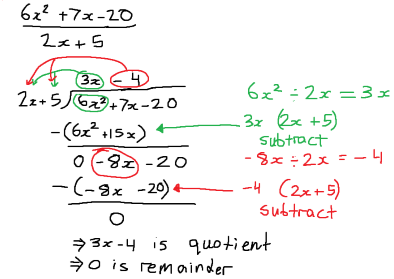 6x² + 7x - 20
2x + 5
3x - 4
2x + 5 ) 6x² + 7x - 20
6x² ÷ 2x = 3x
-(6x² + 15x)
3x (2x + 5)
subtract
0 -8x - 20
-8x ÷ 2x = -4
-(-8x - 20)
-4 (2x + 5)
subtract
0
⇒ 3x - 4 is quotient
⇒ 0 is remainder